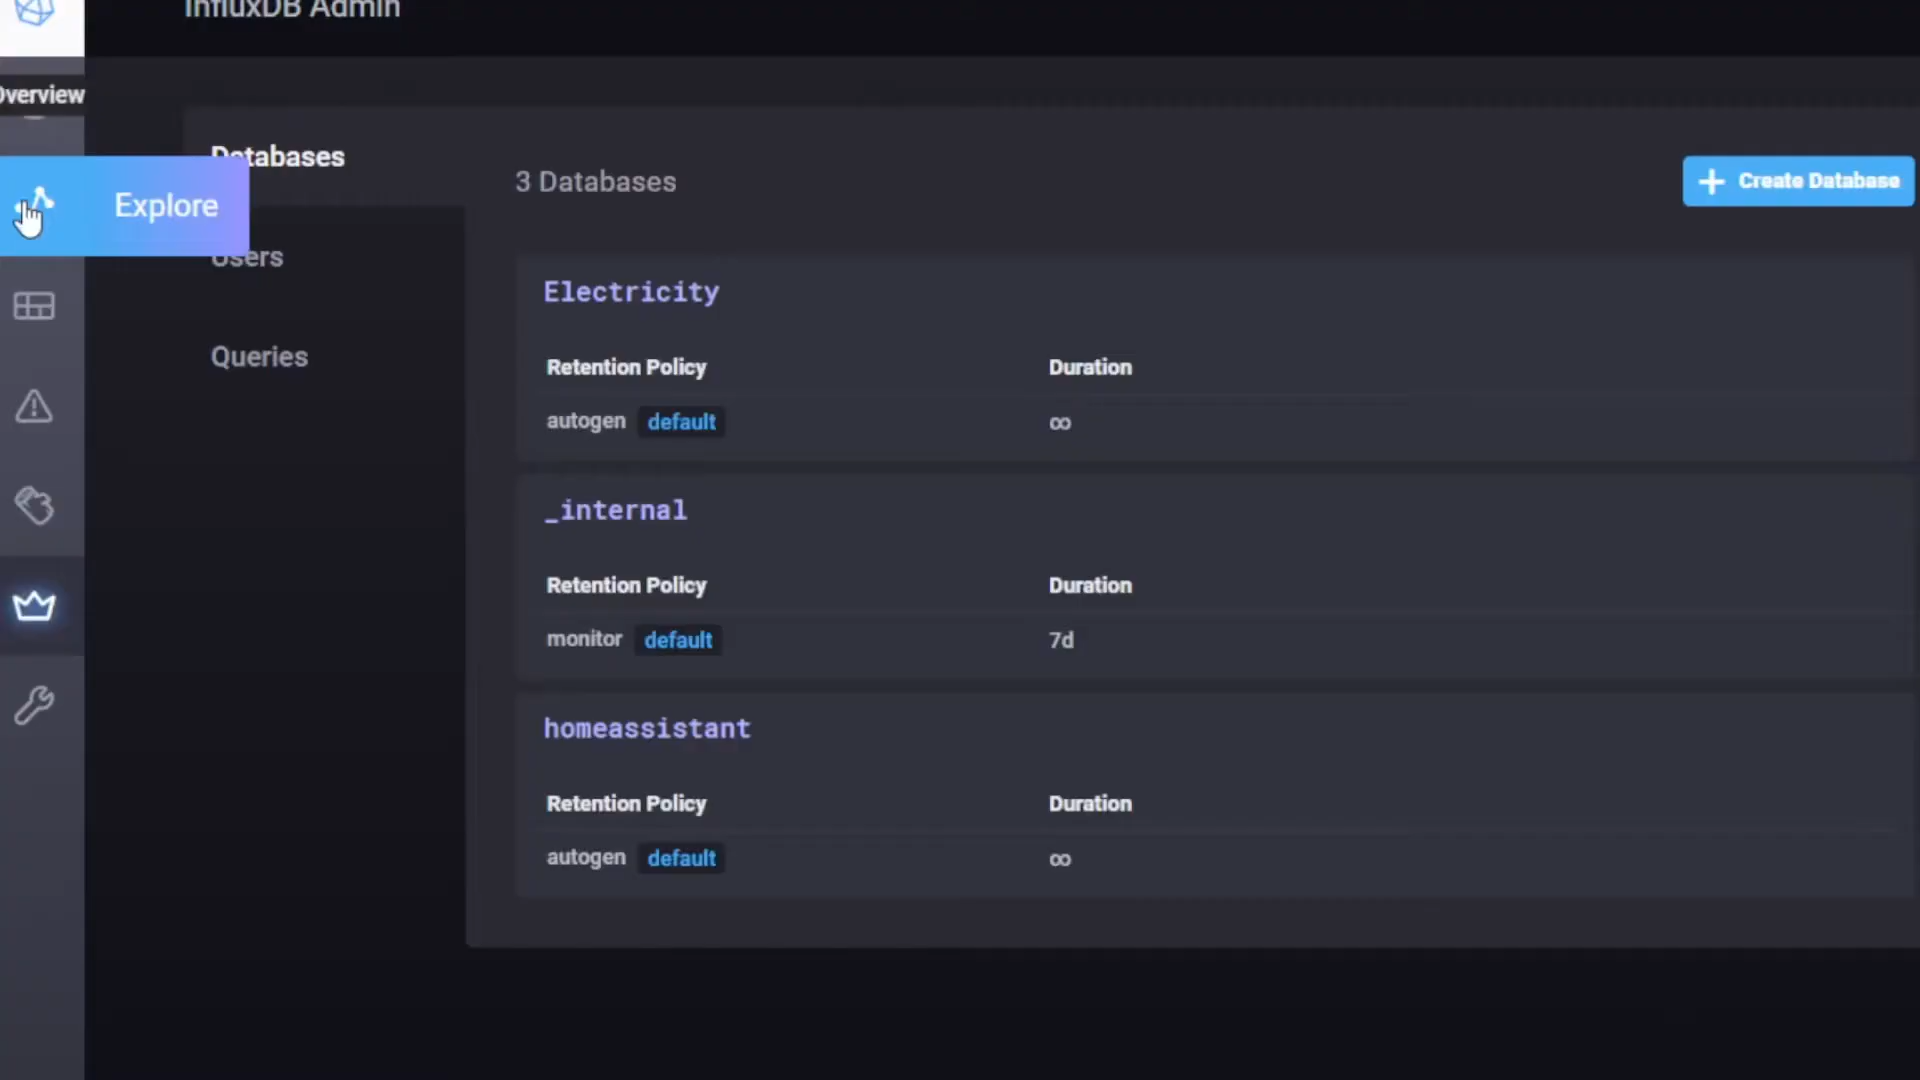 InfluxDB Admin
Overview
Databases
3 Databases
Create Database
Explore
Users
Queries
Electricity
Retention Policy Duration
autogen default ∞
_internal
Retention Policy Duration
monitor default 7d
homeassistant
Retention Policy Duration
autogen default ∞